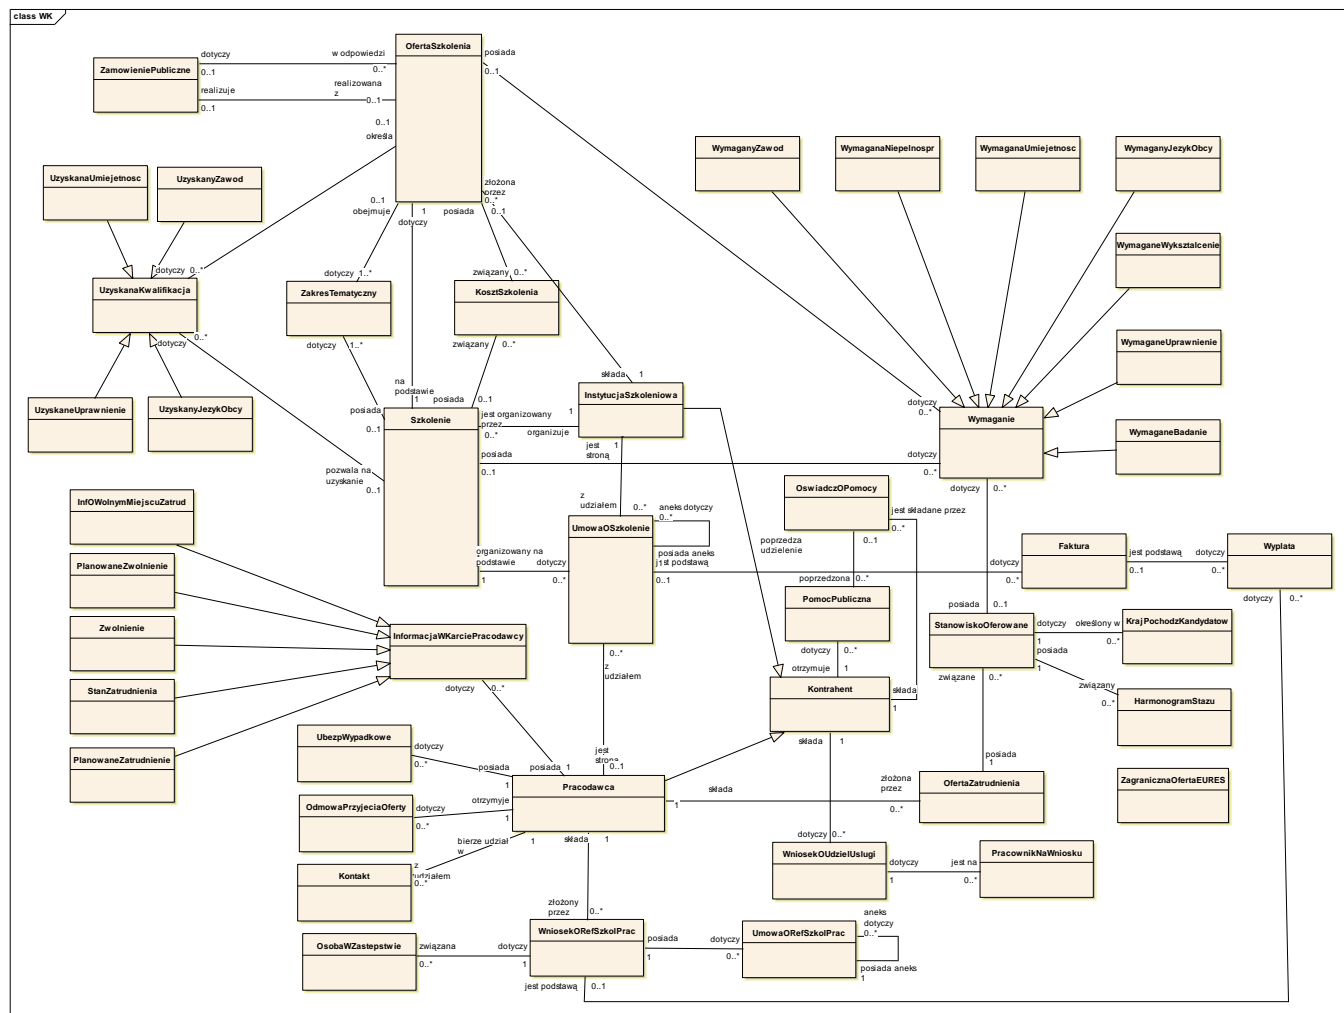 class WK
OfertaSzkolenia
dotyczy
w odpowiedzi
posiada
ZamowieniePubliczne
0..1
0..*
0..1
realizuje
realizowana
z
0..1
0..1
0..1
określa
WymaganyZawod
WymaganaNiepelnospr
WymaganaUmiejetnosc
WymaganyJezykObcy
UzyskanaUmiejetnosc
UzyskanyZawod
złożona
przez
0..1
0..*
obejmuje
1
posiada
0..1
dotyczy
WymaganeWyksztalcenie
dotyczy 0..*
dotyczy 1..*
związany 0..*
UzyskanaKwalifikacja
ZakresTematyczny
KosztSzkolenia
0..*
dotyczy
dotyczy 1..*
związany 0..*
WymaganeUprawnienie
składa 1
na
podstawie
InstytucjaSzkoleniowa
UzyskaneUprawnienie
UzyskanyJezykObcy
posiada
1
posiada
0..1
dotyczy
0..*
Szkolenie
jest organizowany
przez
1
Wymaganie
WymaganeBadanie
0..1
0..*
organizuje
jest
stroną
1
posiada
dotyczy
pozwala na
uzyskanie
0..1
0..*
0..1
OswiadczOPomocy
dotyczy
0..*
InfOWolnymMiejscuZatrud
z
udziałem
0..*
aneks dotyczy
0..*
jest składane przez
UmowaOSzkolenie
0..*
poprzedza
udzielenie
0..1
Faktura
Wyplata
organizowany na
podstawie
dotyczy
posiada aneks
1
jest podstawą
dotyczy
jest podstawą
dotyczy
PlanowaneZwolnienie
1
0..*
0..1
poprzedzona
0..*
0..*
0..1
0..*
dotyczy
0..*
PomocPubliczna
posiada
0..1
Zwolnienie
InformacjaWKarciePracodawcy
StanowiskoOferowane
dotyczy
określony w
KrajPochodzKandydatow
0..*
dotyczy
0..*
1
0..*
z
udziałem
otrzymuje
1
posiada
1
StanZatrudnienia
dotyczy
0..*
Kontrahent
składa
związane
0..*
związany
0..*
HarmonogramStazu
1
UbezpWypadkowe
dotyczy
składa
1
PlanowaneZatrudnienie
0..*
posiada
posiada
1
jest
strona
0..1
posiada
1
1
złożona
przez
OfertaZatrudnienia
ZagranicznaOfertaEURES
Pracodawca
składa
OdmowaPrzyjeciaOferty
dotyczy
otrzymyje
1
0..*
0..*
1
bierze udział
w
1
składa
1
dotyczy
0..*
z
udziałem
0..*
WniosekOUdzielUslugi
dotyczy
jest na
PracownikNaWniosku
Kontakt
1
0..*
złożony
przez
0..*
aneks
dotyczy
0..*
WniosekORefSzkolPrac
UmowaORefSzkolPrac
OsobaWZastepstwie
związana
dotyczy
posiada
dotyczy
0..*
1
1
0..*
posiada aneks
1
jest podstawą
0..1